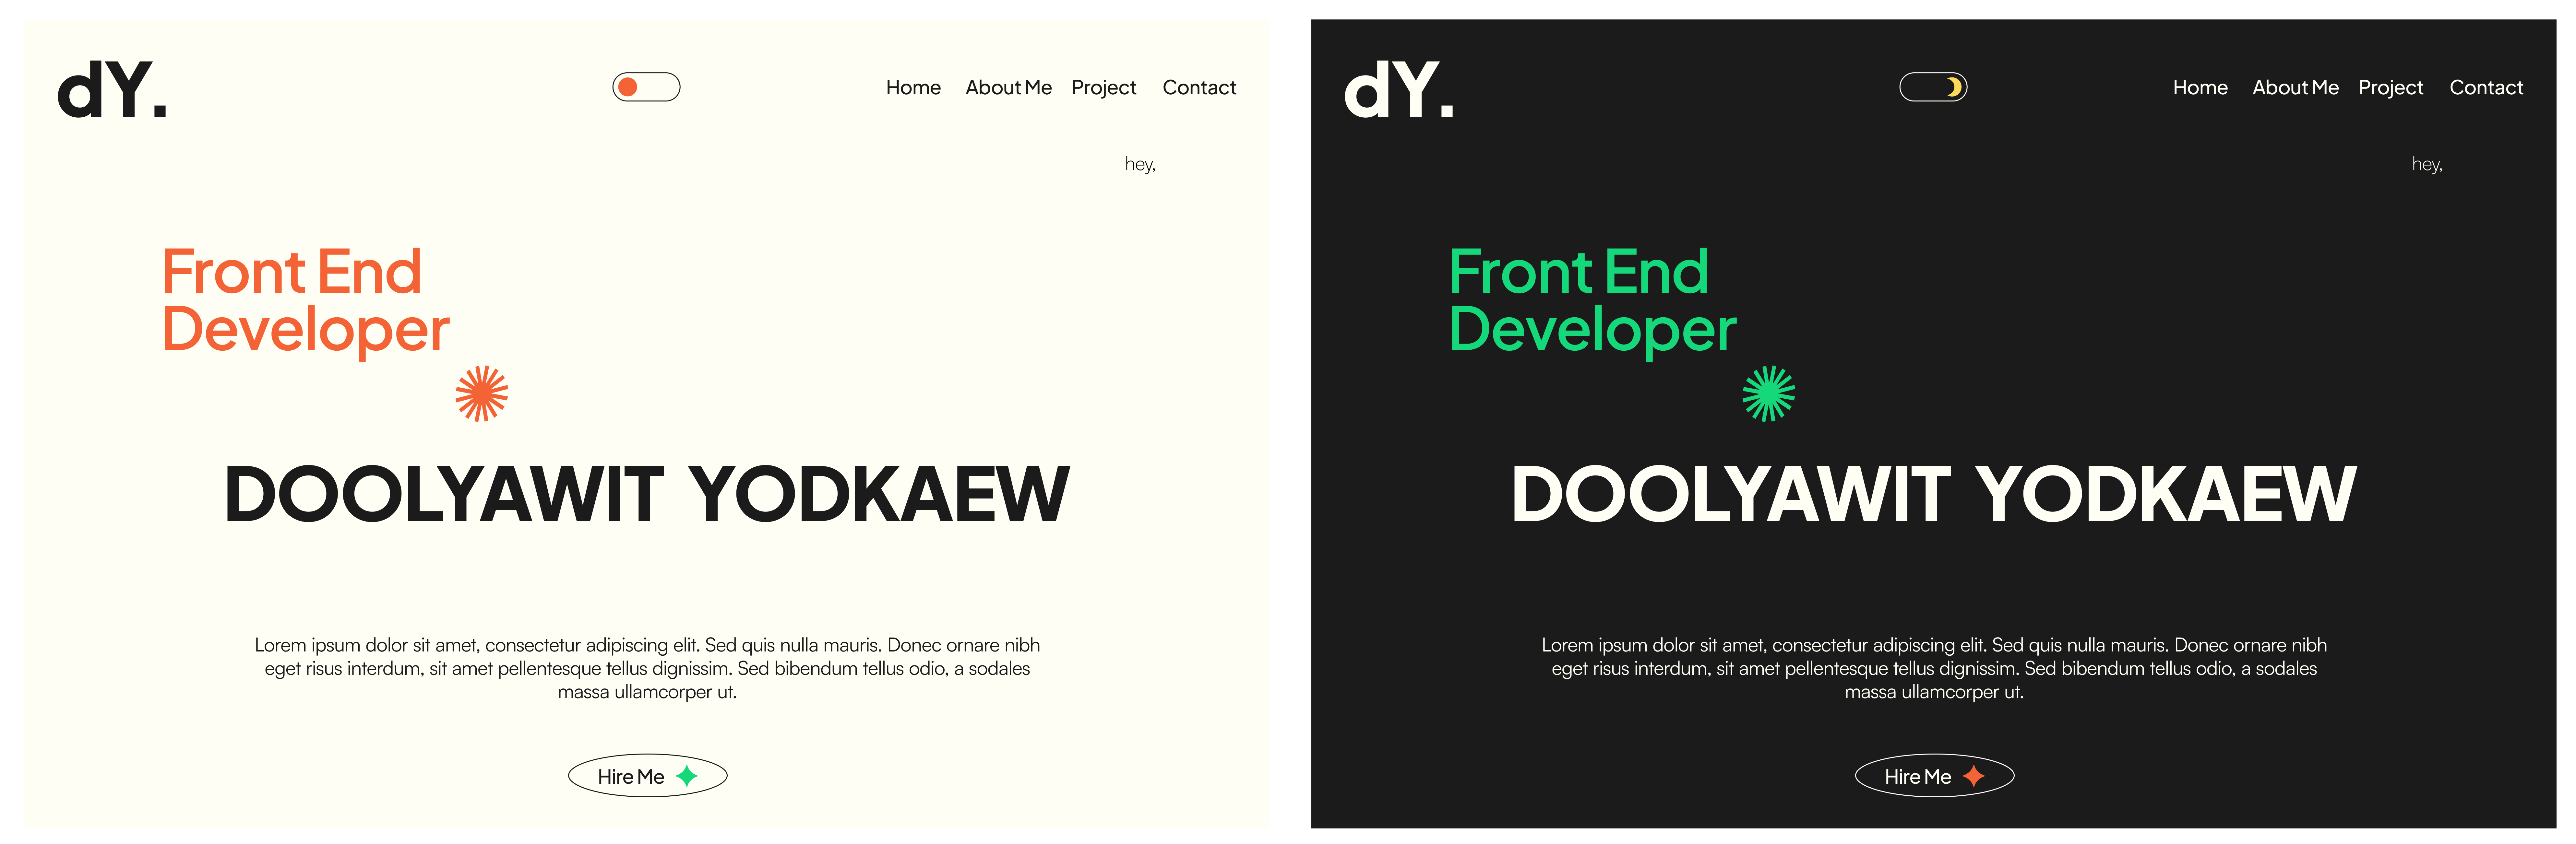 dY.
Home About Me Project Contact
hey,
Front End
Developer
DOOLYAWIT YODKAEW
Lorem ipsum dolor sit amet, consectetur adipiscing elit. Sed quis nulla mauris. Donec ornare nibh
eget risus interdum, sit amet pellentesque tellus dignissim. Sed bibendum tellus odio, a sodales
massa ullamcorper ut.
Hire Me
dY.
Home About Me Project Contact
hey,
Front End
Developer
DOOLYAWIT YODKAEW
Lorem ipsum dolor sit amet, consectetur adipiscing elit. Sed quis nulla mauris. Donec ornare nibh
eget risus interdum, sit amet pellentesque tellus dignissim. Sed bibendum tellus odio, a sodales
massa ullamcorper ut.
Hire Me